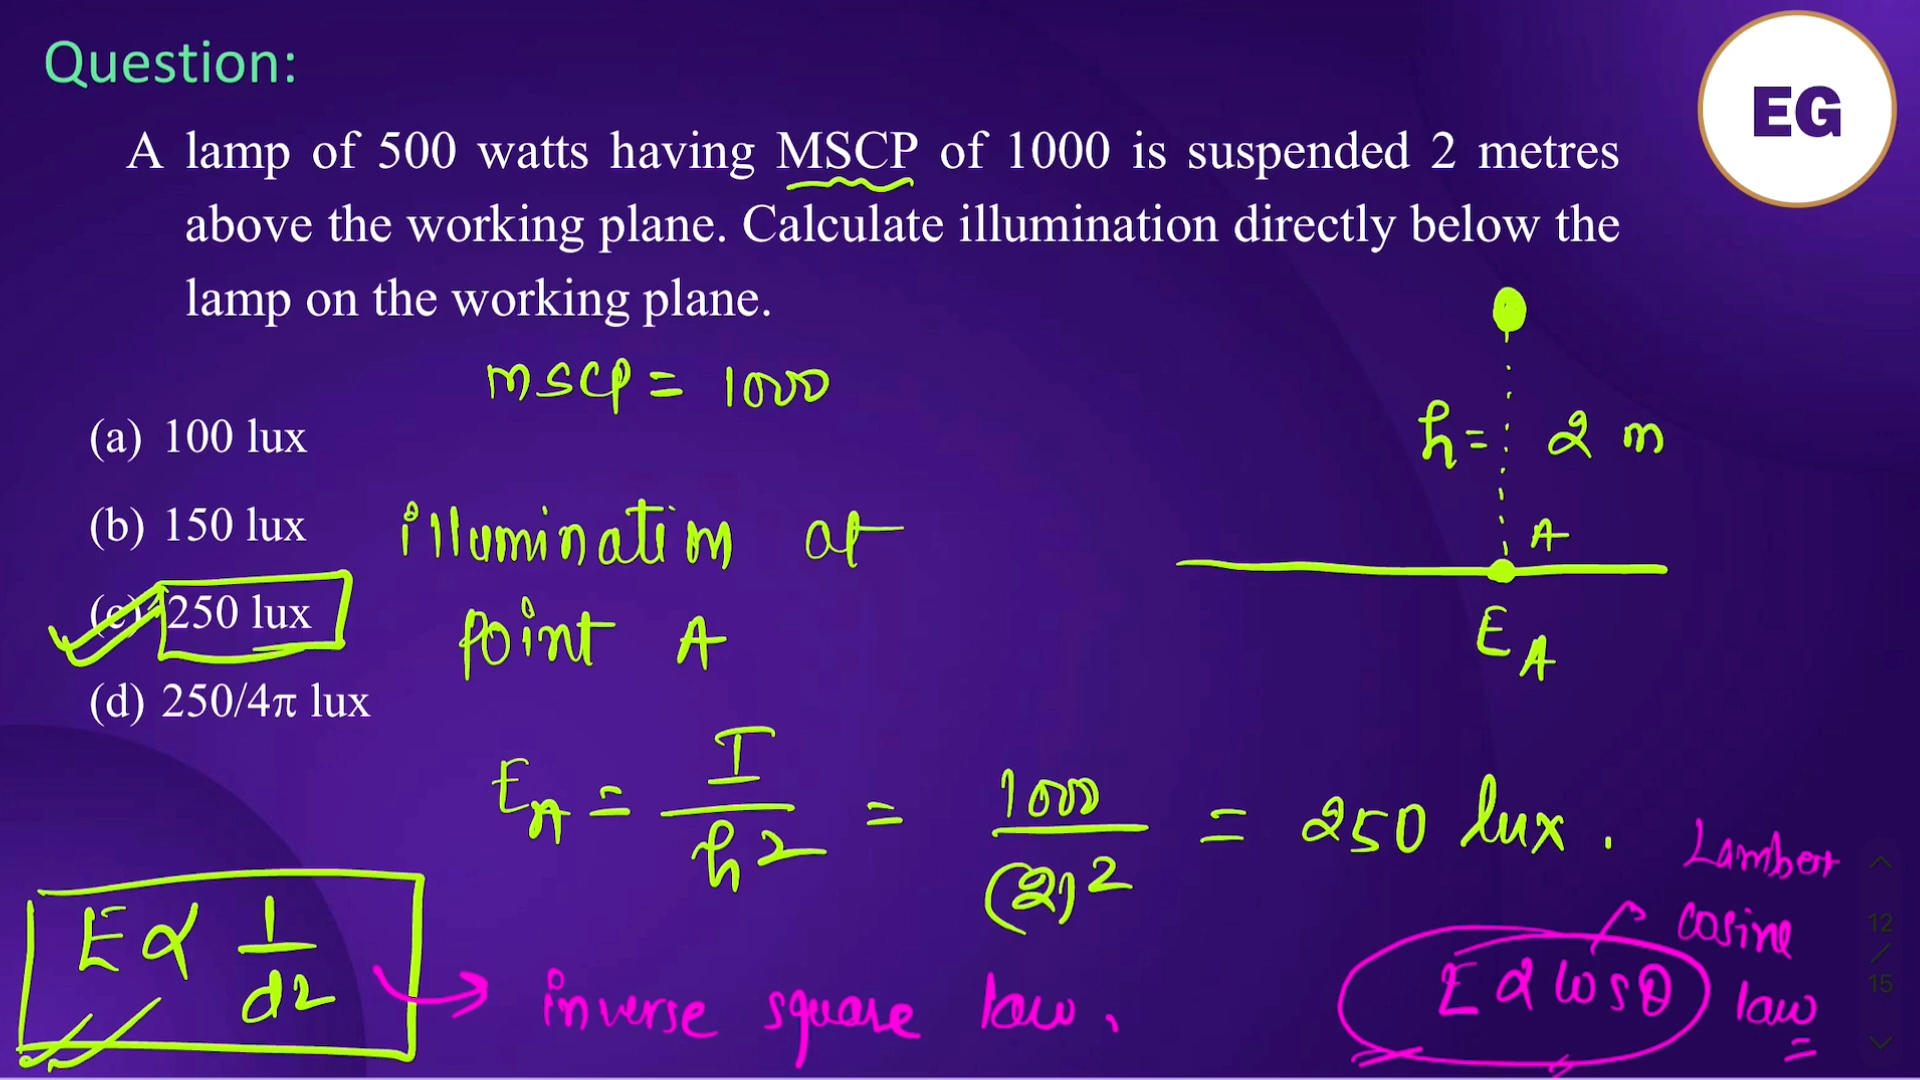 Question:
EG
A lamp of 500 watts having MSCP of 1000 is suspended 2 metres
above the working plane. Calculate illumination directly below the
lamp on the working plane.
MSCP = 1000
(a) 100 lux
h = 2 m
(b) 150 lux
illumination at
A
(c) 250 lux
point A
E_A
(d) 250/4π lux
E_A = I/h² = 1000/(2)² = 250 lux.
Lambert
cosine
law
E ∝ 1/d²
inverse square law.
E ∝ cosθ
12
/
15